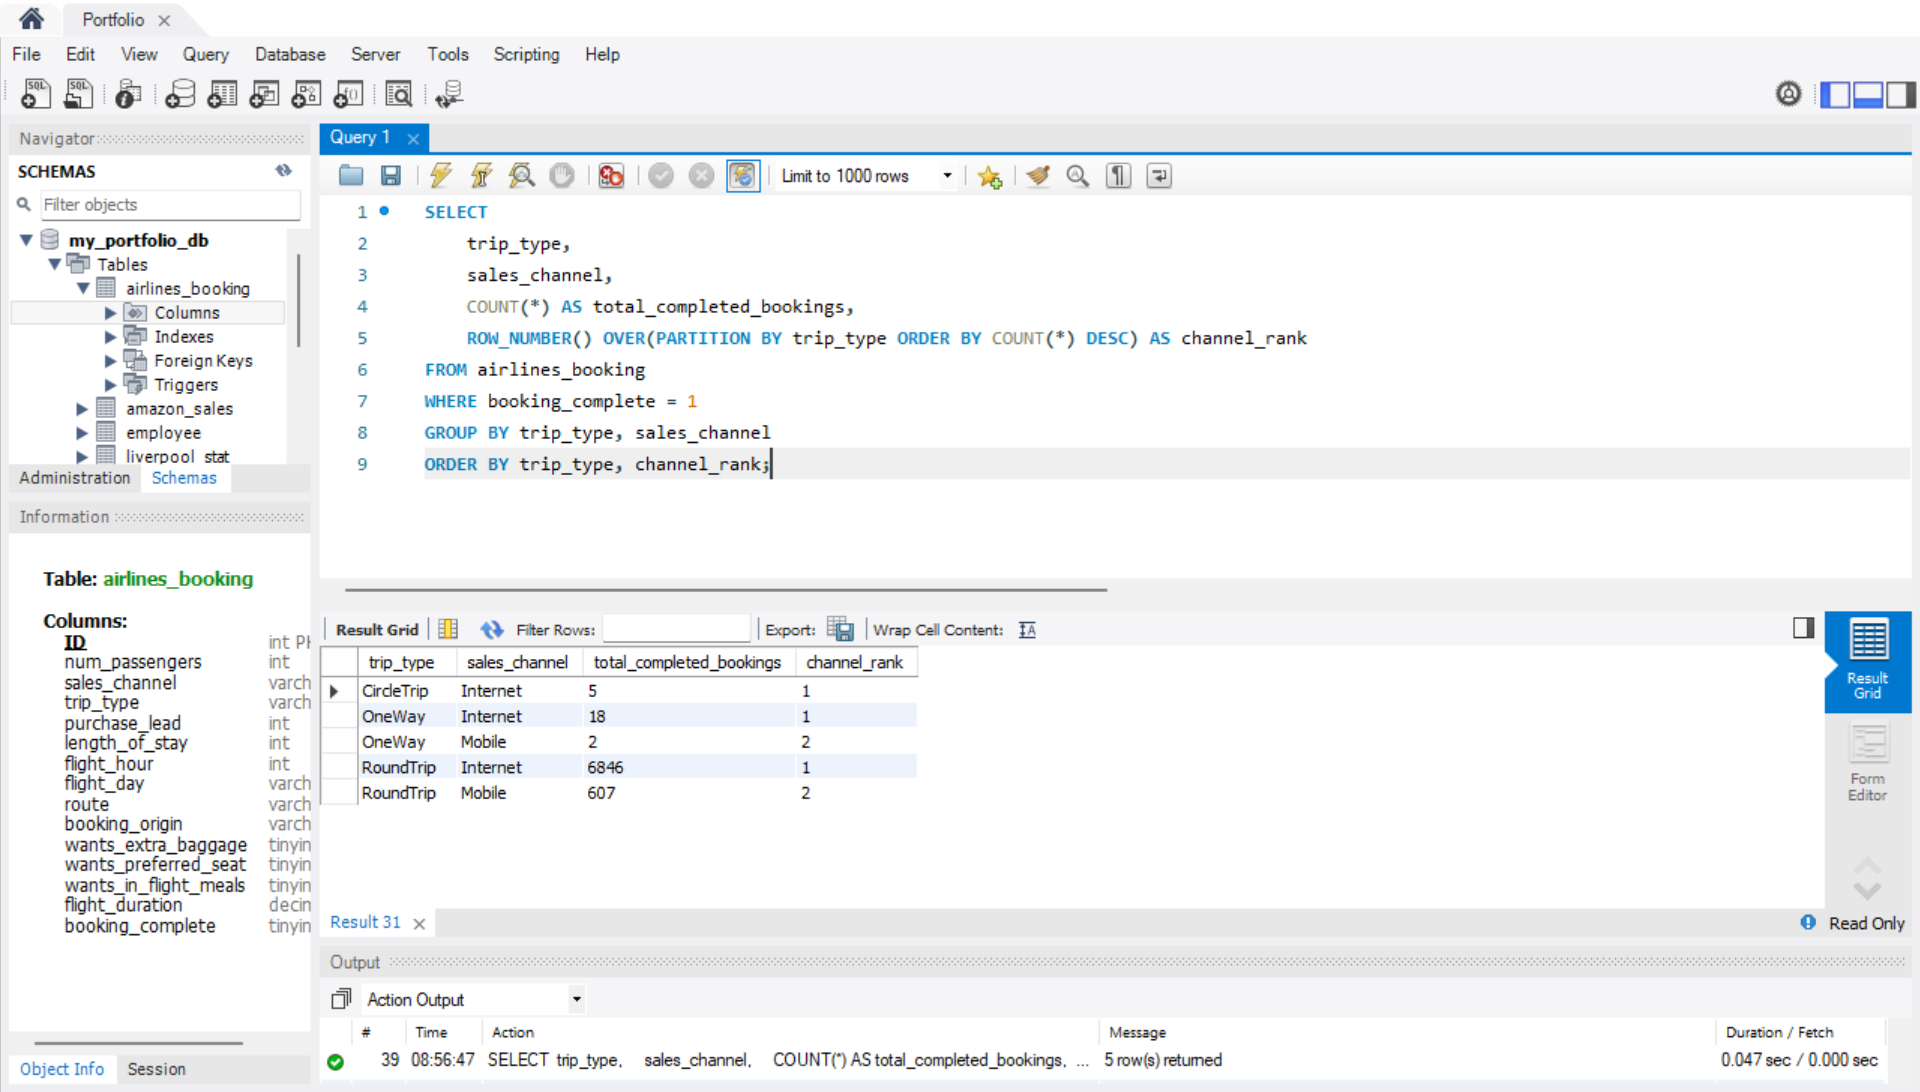 Portfolio
File Edit View Query Database Server Tools Scripting Help
Navigator
SCHEMAS
Filter objects
my_portfolio_db
Tables
airlines_booking
Columns
Indexes
Foreign Keys
Triggers
amazon_sales
employee
liverpool_stat
Administration Schemas
Information
Table: airlines_booking
Columns:
ID int
num_passengers int
sales_channel varch
trip_type varch
purchase_lead int
length_of_stay int
flight_hour int
flight_day varch
route varch
booking_origin varch
wants_extra_baggage tinyin
wants_preferred_seat tinyin
wants_in_flight_meals tinyin
flight_duration decin
booking_complete tinyin
Object Info Session
Query 1
Limit to 1000 rows
1 SELECT
2 trip_type,
3 sales_channel,
4 COUNT(*) AS total_completed_bookings,
5 ROW_NUMBER() OVER(PARTITION BY trip_type ORDER BY COUNT(*) DESC) AS channel_rank
6 FROM airlines_booking
7 WHERE booking_complete = 1
8 GROUP BY trip_type, sales_channel
9 ORDER BY trip_type, channel_rank;
Result Grid Filter Rows: Export: Wrap Cell Content:
trip_type sales_channel total_completed_bookings channel_rank
CircleTrip Internet 5 1
OneWay Internet 18 1
OneWay Mobile 2 2
RoundTrip Internet 6846 1
RoundTrip Mobile 607 2
Result
Grid
Form
Editor
Result 31
Read Only
Output
Action Output
# Time Action Message Duration / Fetch
39 08:56:47 SELECT trip_type, sales_channel, COUNT(*) AS total_completed_bookings, ... 5 row(s) returned 0.047 sec / 0.000 sec